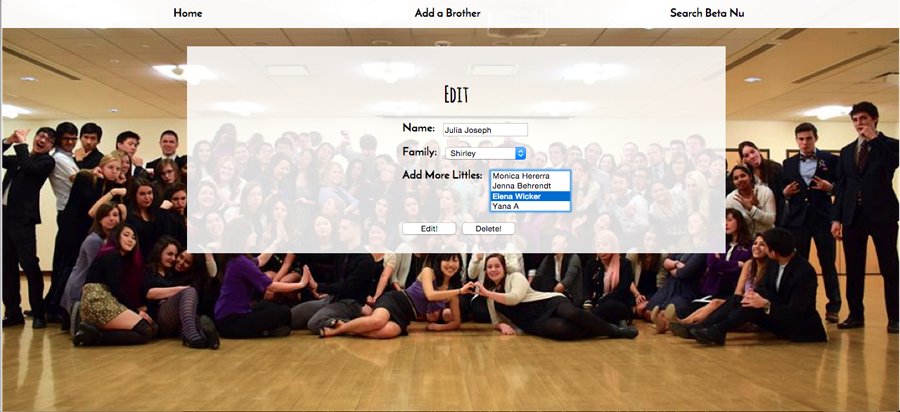 Home Add a Brother Search Beta Nu
Edit
Name: Julia Joseph
Family: Shirley
Add More Littles: Monica Hererra
Jenna Behrendt
Elena Wicker
Yana A
Edit! Delete!